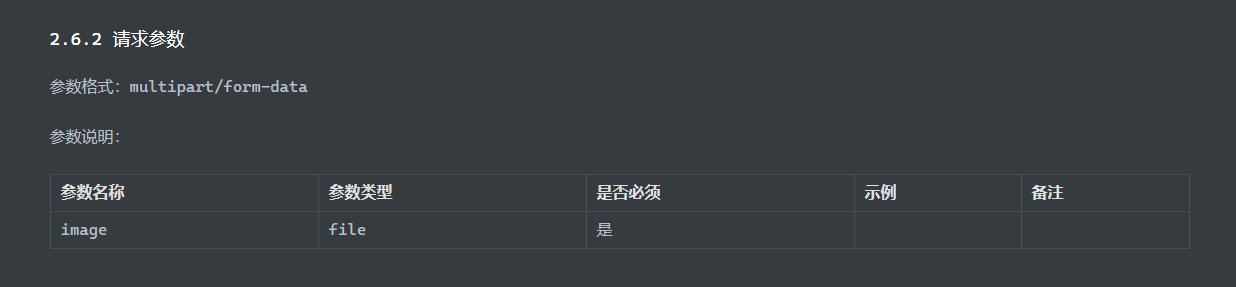 2.6.2 请求参数
参数格式：multipart/form-data
参数说明：
参数名称 参数类型 是否必须 示例 备注
image file 是